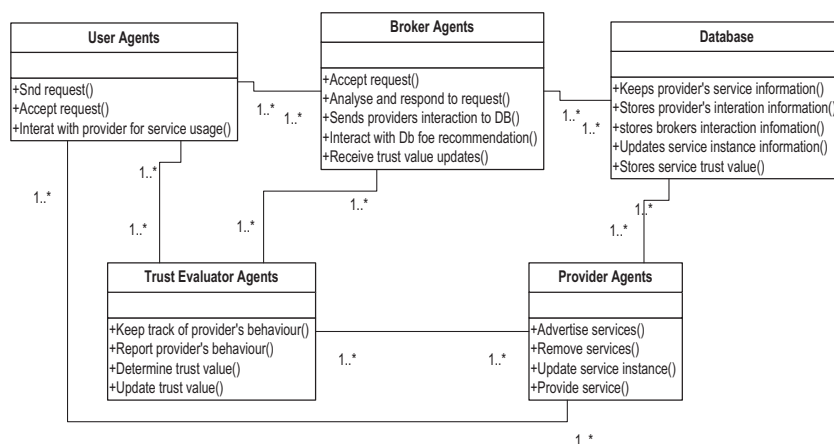 User Agents
+Snd request()
+Accept request()
+Interat with provider for service usage()
Broker Agents
+Accept request()
+Analyse and respond to request()
+Sends providers interaction to DB()
+Interact with Db foe recommendation()
+Receive trust value updates()
Database
+Keeps provider's service information()
+Stores provider's interation information()
+stores brokers interaction infomation()
+Updates service instance information()
+Stores service trust value()
1..*
1..*
1..*
1..*
1..*
1..*
1..*
1..*
1..*
1..*
1..*
1..*
Trust Evaluator Agents
+Keep track of provider's behaviour()
+Report provider's behaviour()
+Determine trust value()
+Update trust value()
Provider Agents
+Advertise services()
+Remove services()
+Update service instance()
+Provide service()
1..*
1..*
1..*